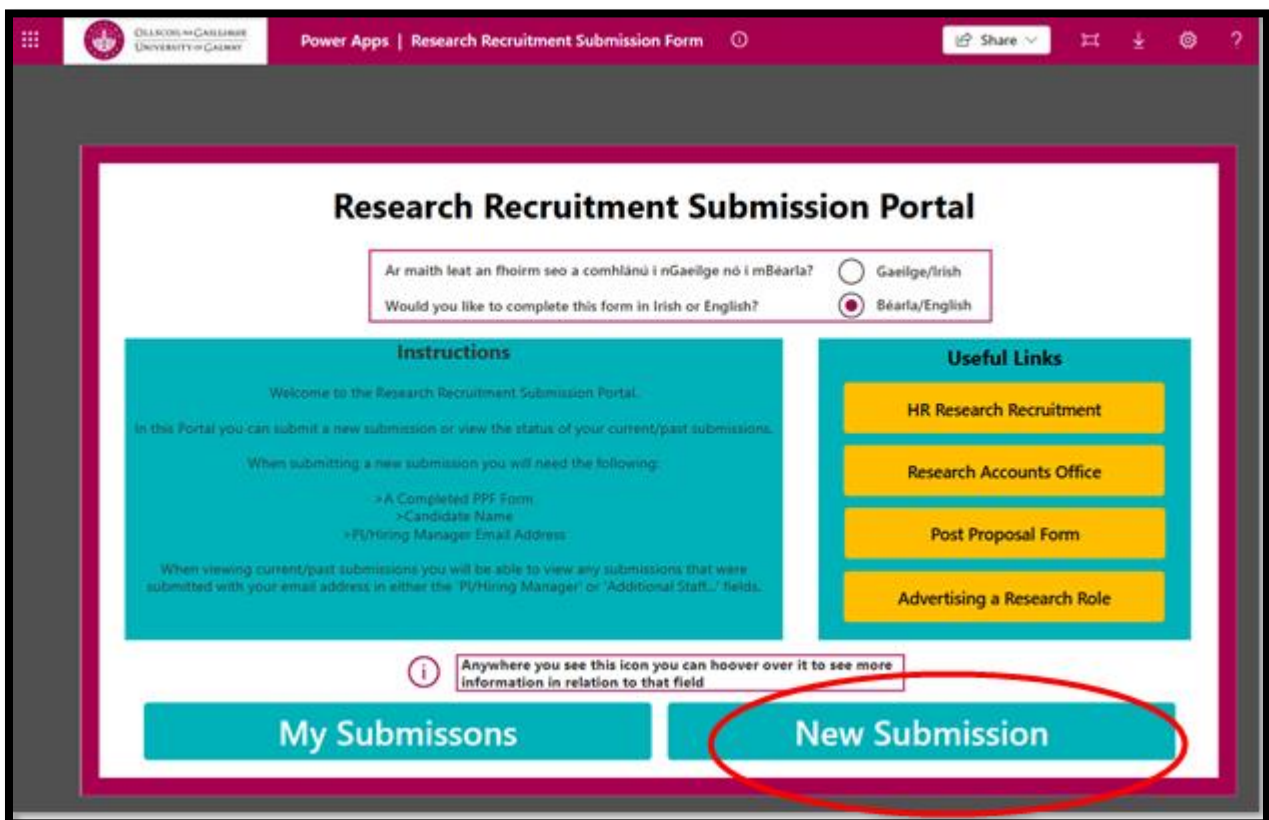 OLLSCOIL NA GAILLIMHE
UNIVERSITY OF GALWAY
Power Apps | Research Recruitment Submission Form
Share
?
Research Recruitment Submission Portal
Ar maith leat an fhoirm seo a comhlánú i nGaeilge nó i mBéarla?
Gaeilge/Irish
Would you like to complete this form in Irish or English?
Béarla/English
Instructions
Welcome to the Research Recruitment Submission Portal.
In this Portal you can submit a new submission or view the status of your current/past submissions.
When submitting a new submission you will need the following:
>A Completed PPF Form
>Candidate Name
>PI/Hiring Manager Email Address
When viewing current/past submissions you will be able to view any submissions that were
submitted with your email address in either the 'PI/Hiring Manager' or 'Additional Staff...' fields.
Useful Links
HR Research Recruitment
Research Accounts Office
Post Proposal Form
Advertising a Research Role
i
Anywhere you see this icon you can hoover over it to see more
information in relation to that field
My Submissons
New Submission